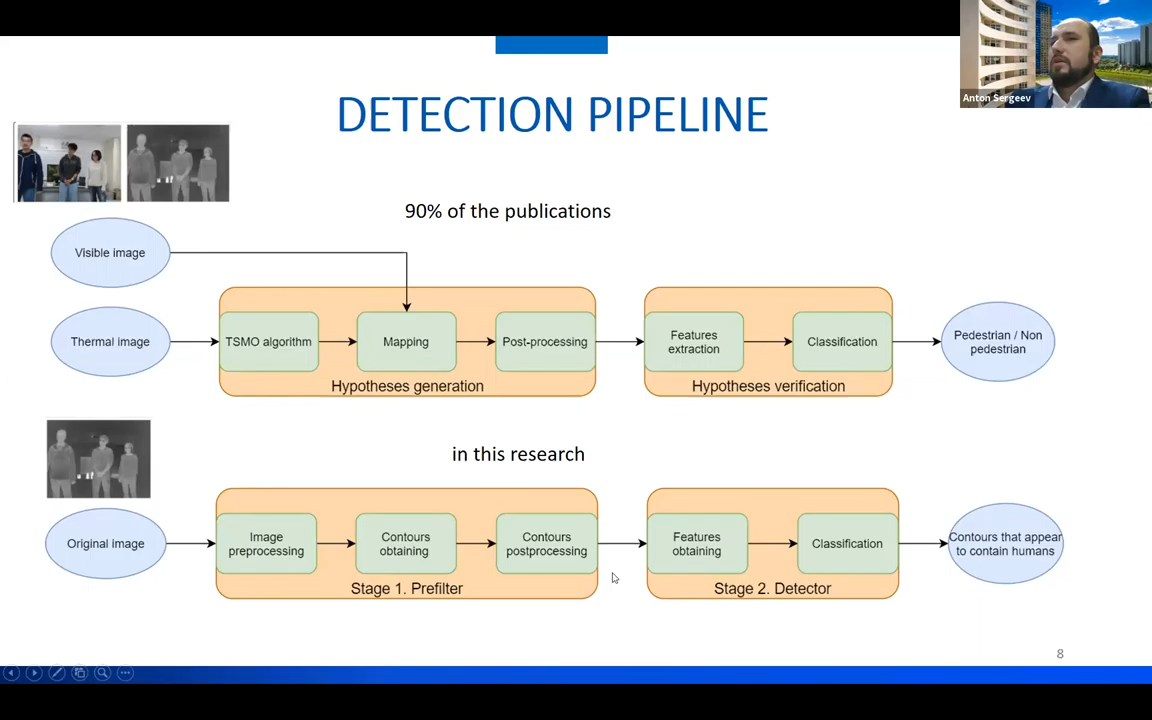 Anton Sergeev
DETECTION PIPELINE
90% of the publications
Visible image
Thermal image
TSMO algorithm
Mapping
Post-processing
Hypotheses generation
Features
extraction
Classification
Hypotheses verification
Pedestrian / Non
pedestrian
in this research
Original image
Image
preprocessing
Contours
obtaining
Contours
postprocessing
Stage 1. Prefilter
Features
obtaining
Classification
Stage 2. Detector
Contours that appear
to contain humans
8